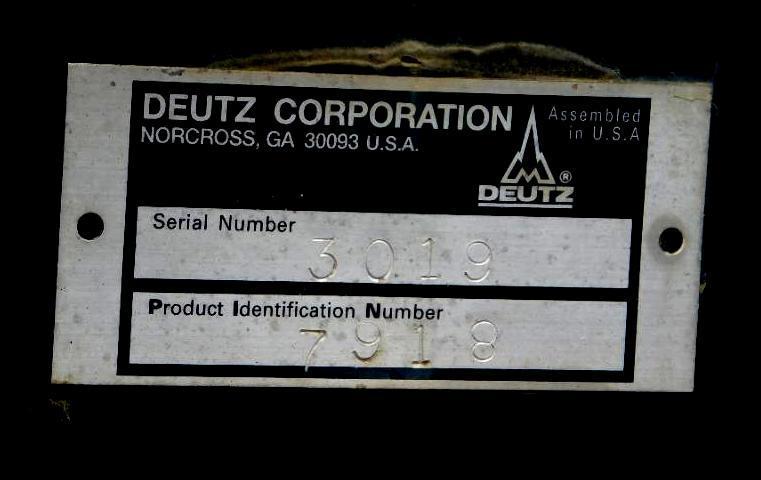 DEUTZ CORPORATION
NORCROSS, GA 30093 U.S.A.
Assembled
in U.S.A
DEUTZ ®
Serial Number
3019
Product Identification Number
7918